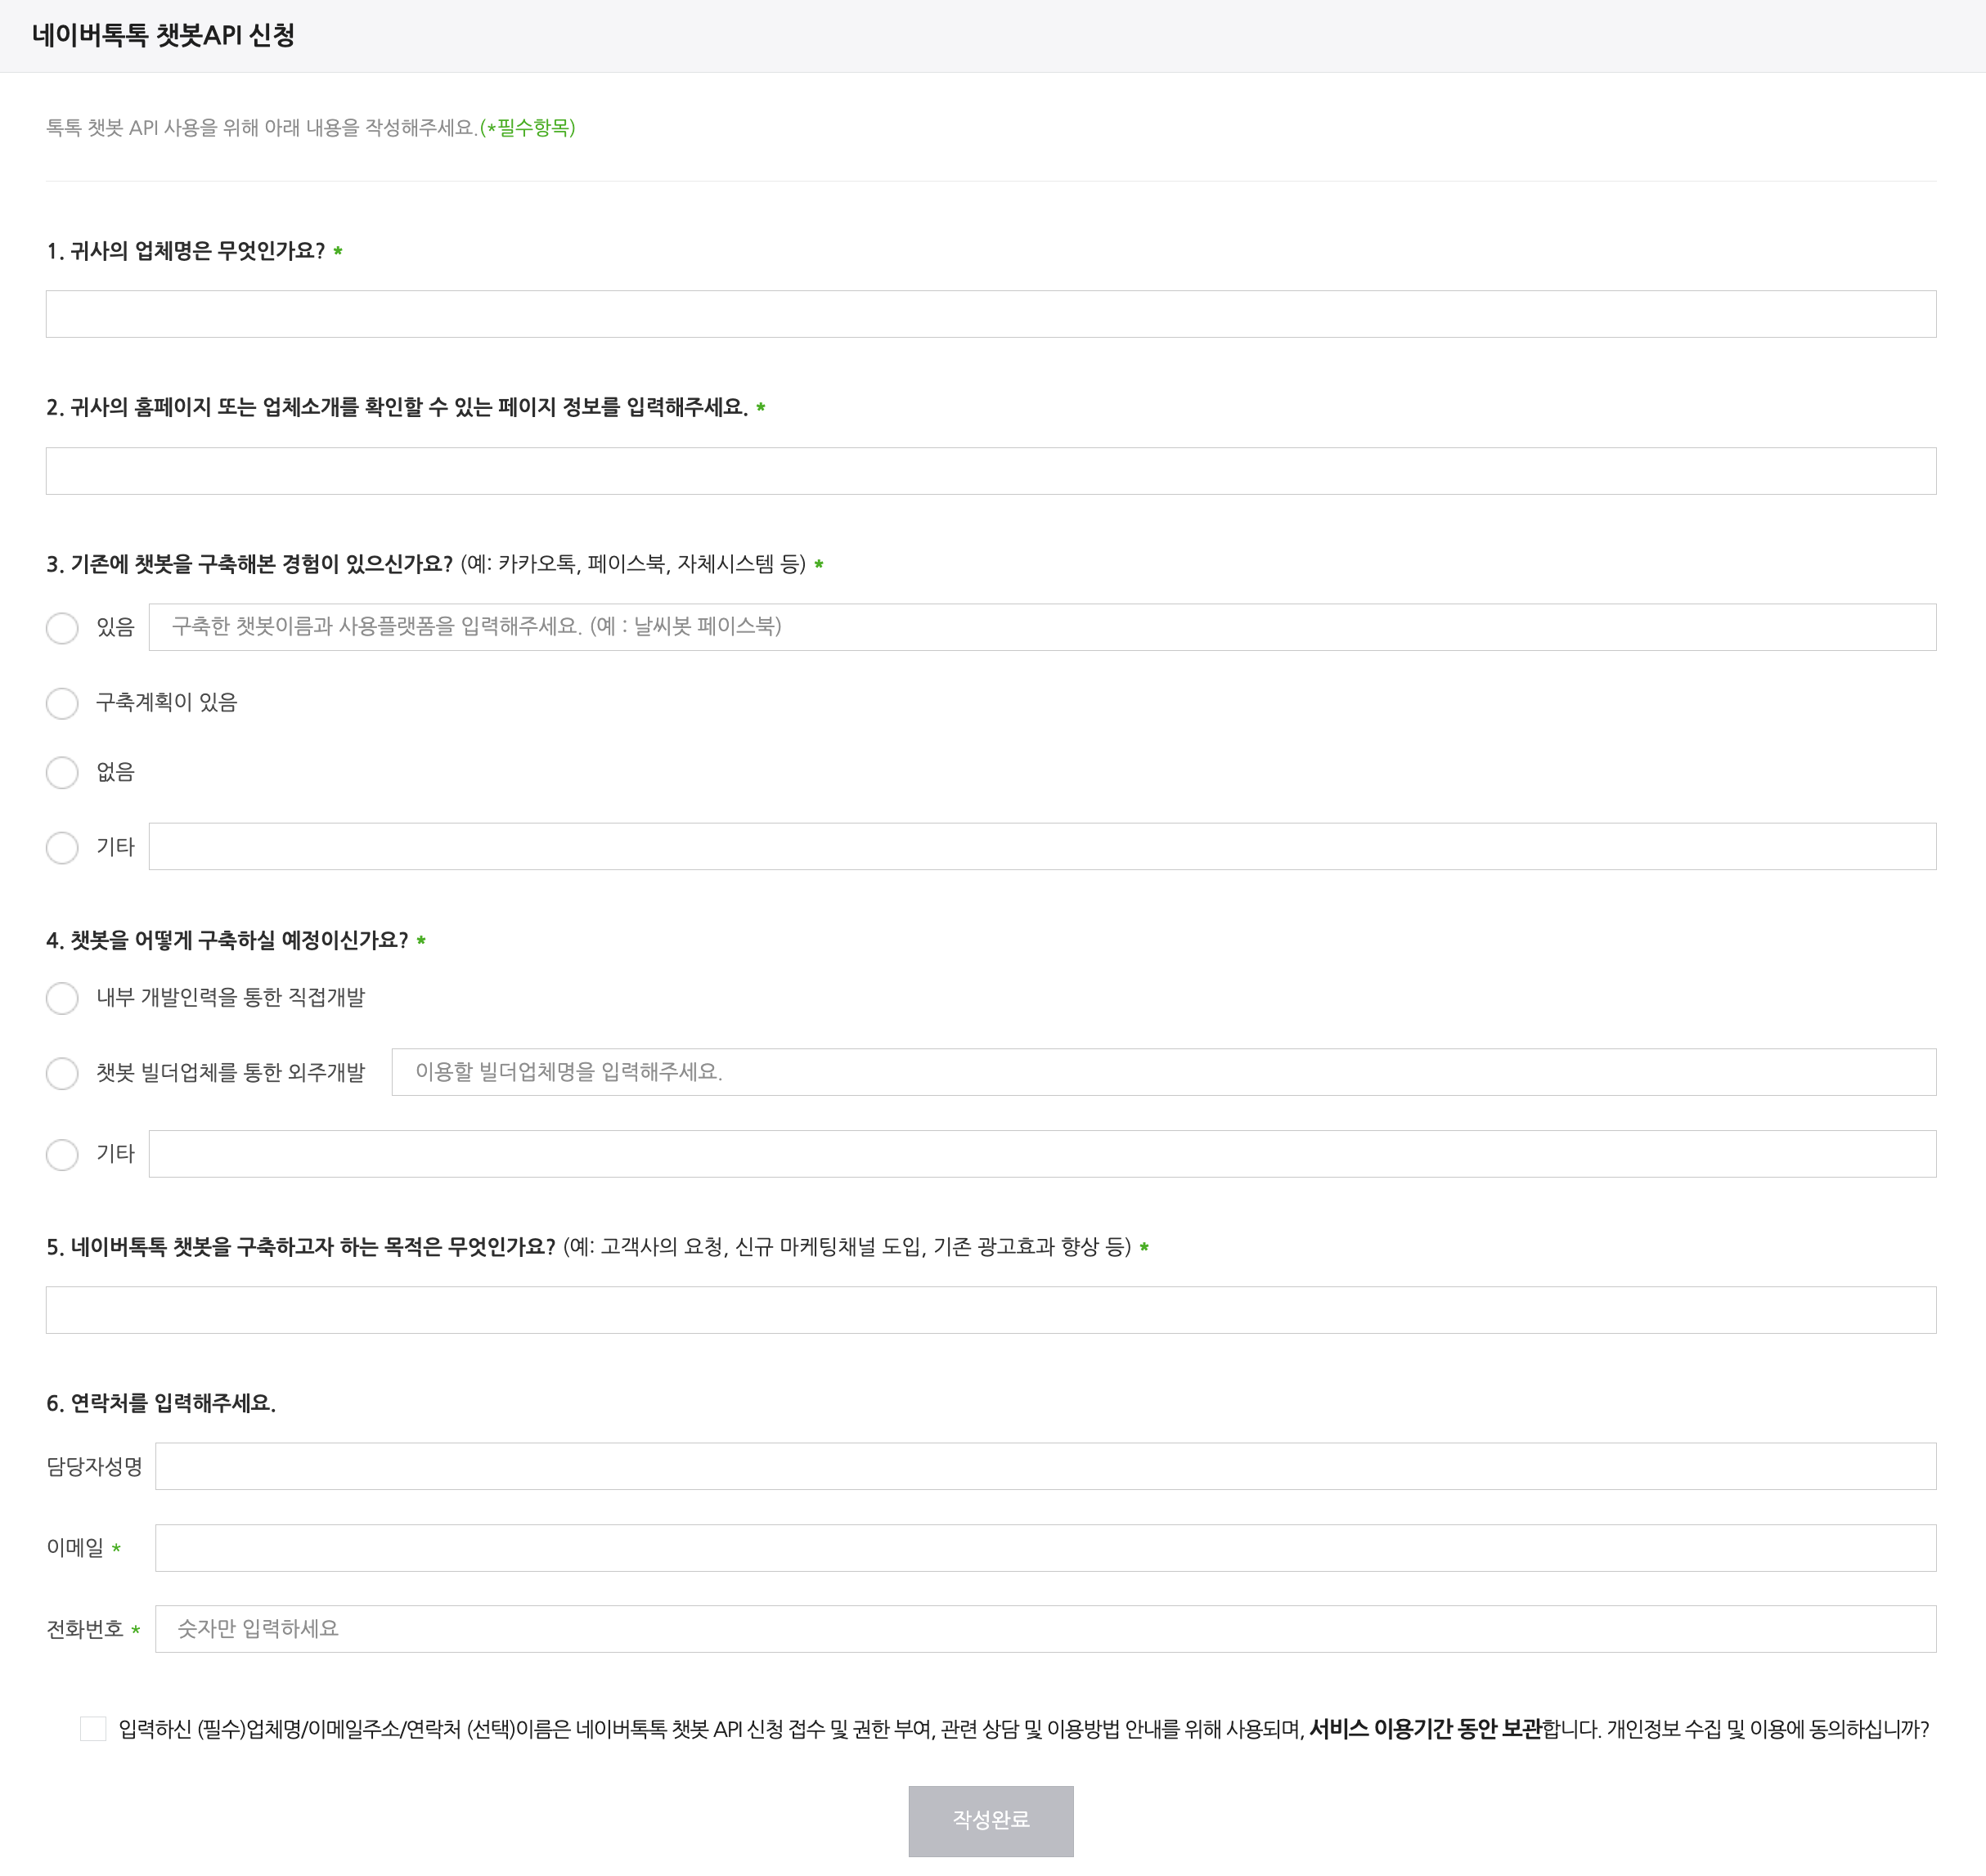 네이버톡톡 챗봇API 신청
톡톡 챗봇 API 사용을 위해 아래 내용을 작성해주세요.(*필수항목)
1. 귀사의 업체명은 무엇인가요? *
2. 귀사의 홈페이지 또는 업체소개를 확인할 수 있는 페이지 정보를 입력해주세요. *
3. 기존에 챗봇을 구축해본 경험이 있으신가요? (예: 카카오톡, 페이스북, 자체시스템 등) *
있음 구축한 챗봇이름과 사용플랫폼을 입력해주세요. (예 : 날씨봇 페이스북)
구축계획이 있음
없음
기타
4. 챗봇을 어떻게 구축하실 예정이신가요? *
내부 개발인력을 통한 직접개발
챗봇 빌더업체를 통한 외주개발 이용할 빌더업체명을 입력해주세요.
기타
5. 네이버톡톡 챗봇을 구축하고자 하는 목적은 무엇인가요? (예: 고객사의 요청, 신규 마케팅채널 도입, 기존 광고효과 향상 등) *
6. 연락처를 입력해주세요.
담당자성명
이메일 *
전화번호 * 숫자만 입력하세요
입력하신 (필수)업체명/이메일주소/연락처 (선택)이름은 네이버톡톡 챗봇 API 신청 접수 및 권한 부여, 관련 상담 및 이용방법 안내를 위해 사용되며, 서비스 이용기간 동안 보관합니다. 개인정보 수집 및 이용에 동의하십니까?
작성완료